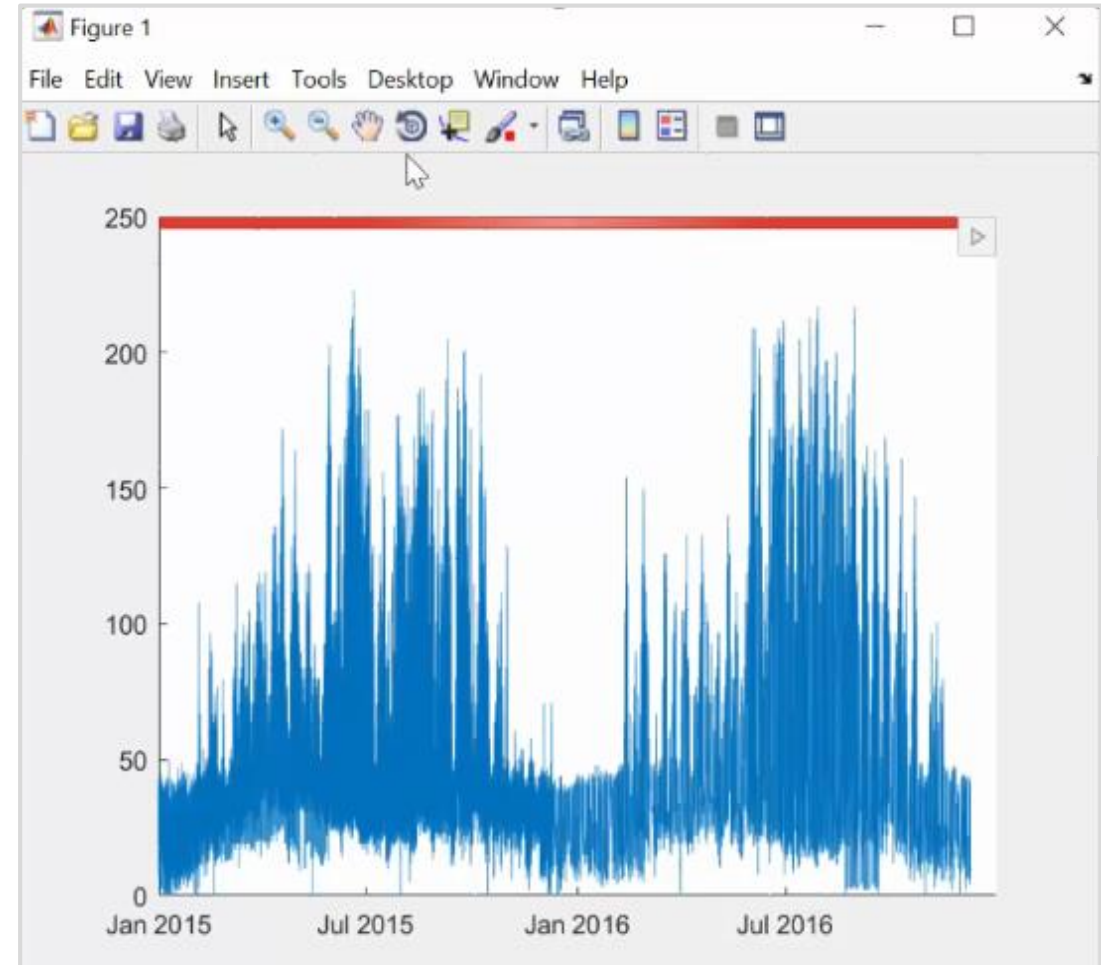 Figure 1
File Edit View Insert Tools Desktop Window Help
250
200
150
100
50
0
Jan 2015 Jul 2015 Jan 2016 Jul 2016